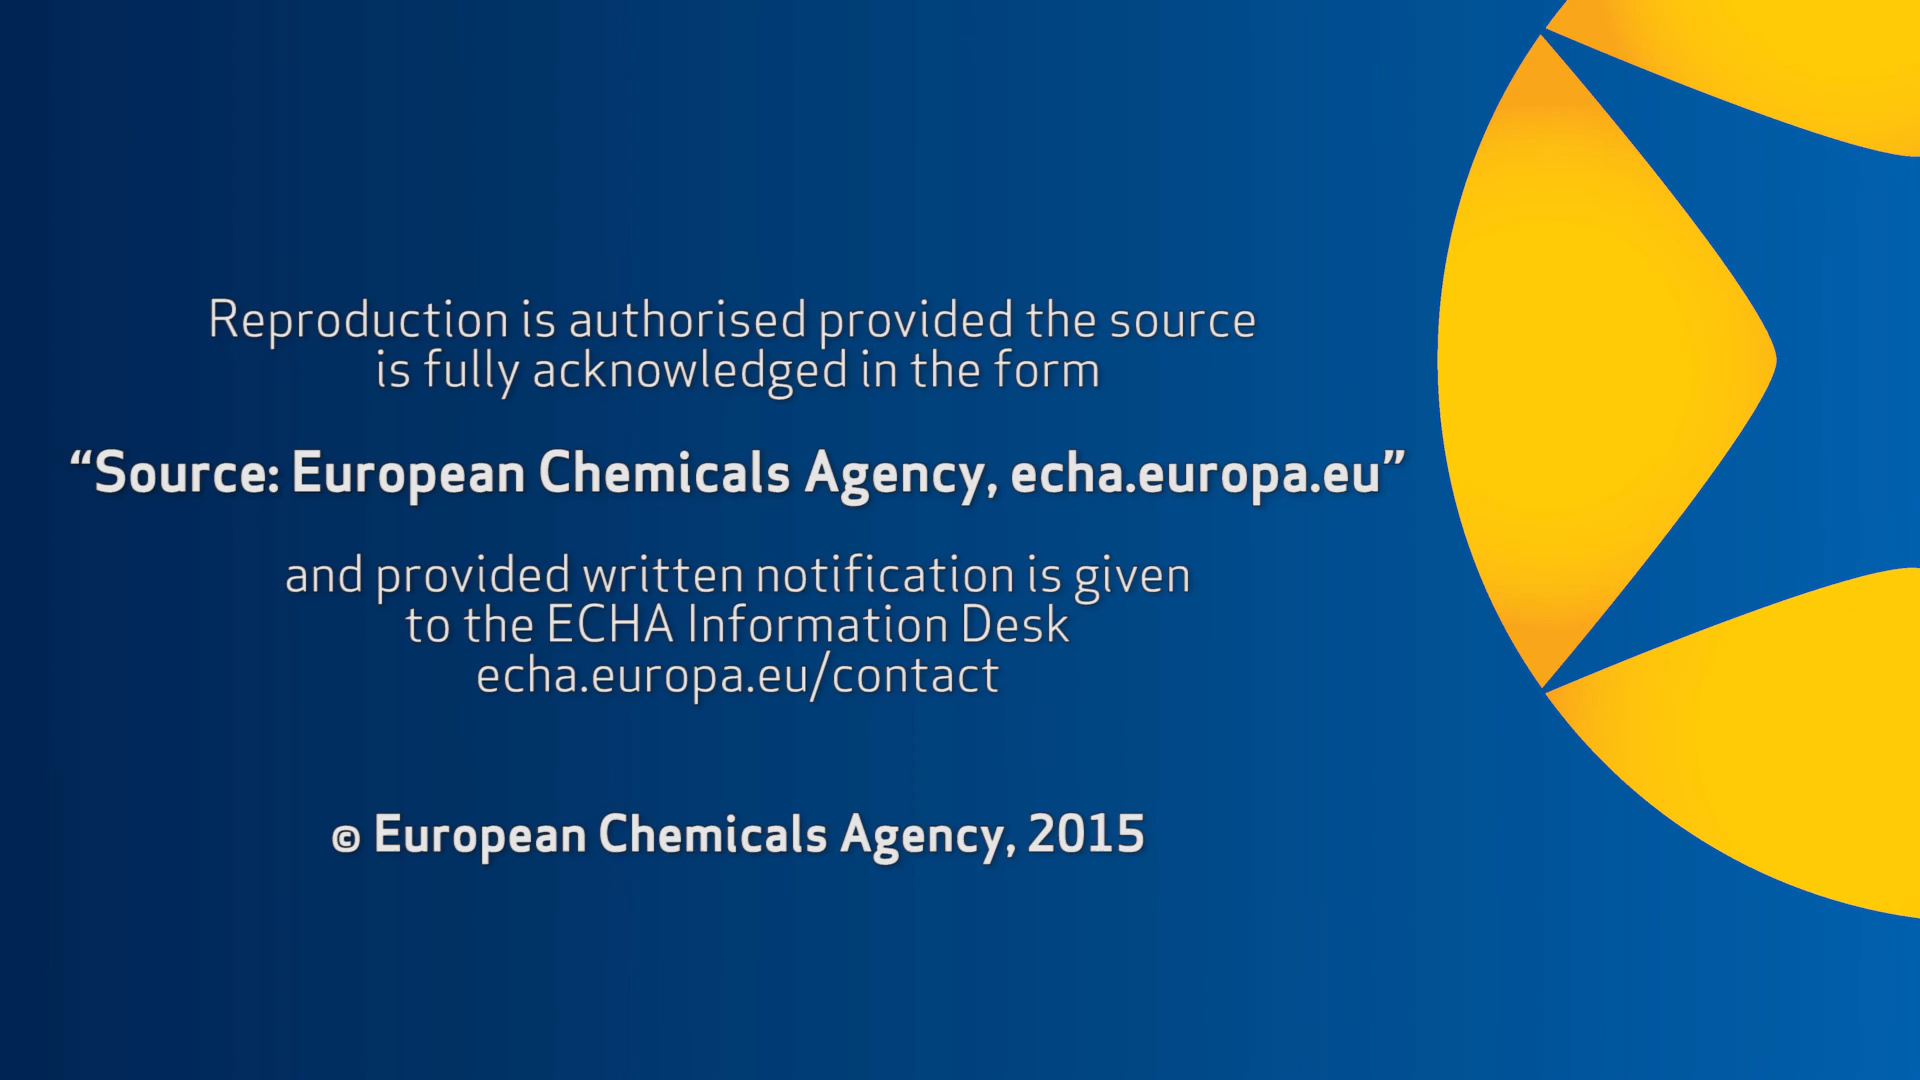 Reproduction is authorised provided the source
is fully acknowledged in the form
“Source: European Chemicals Agency, echa.europa.eu”
and provided written notification is given
to the ECHA Information Desk
echa.europa.eu/contact
© European Chemicals Agency, 2015